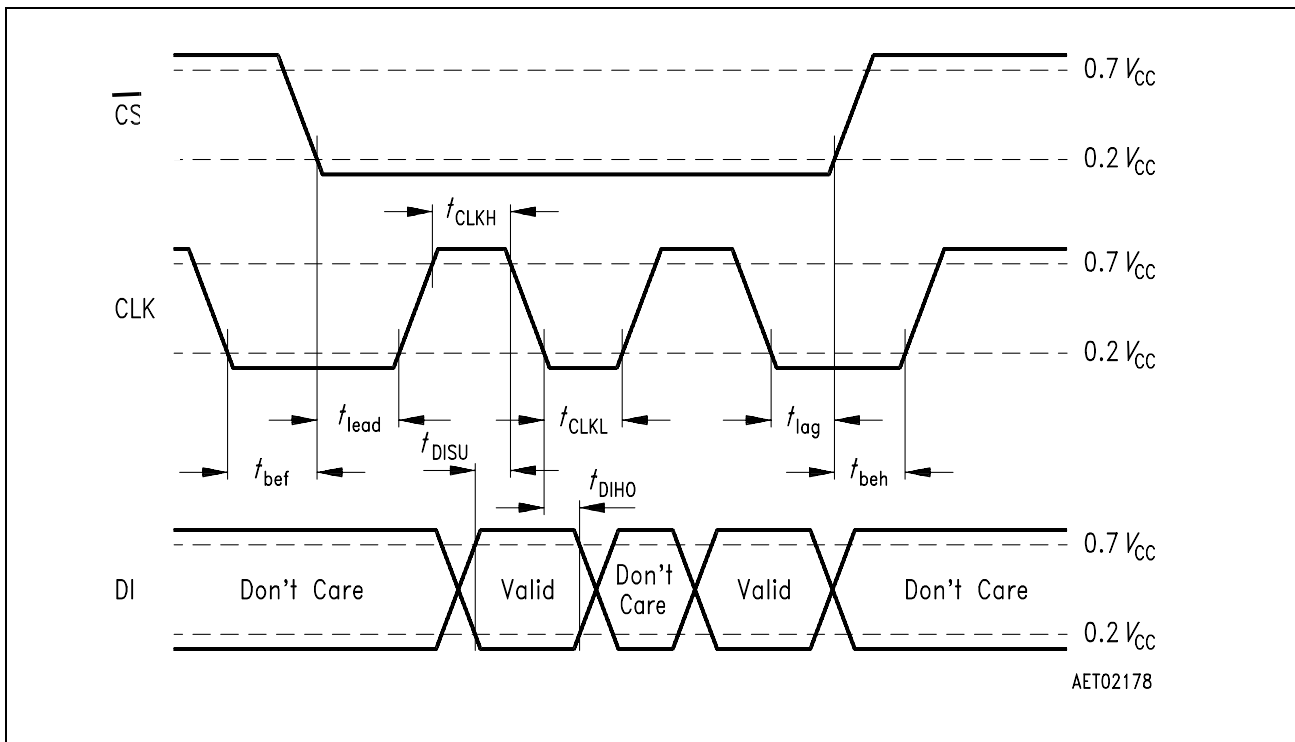 0.7 VCC
CS
0.2 VCC
tCLKH
0.7 VCC
CLK
0.2 VCC
tlead
tCLKL
tlag
tDISU
tbef
tbeh
tDIHO
0.7 VCC
DI
Don't Care
Valid
Don't
Care
Valid
Don't Care
0.2 VCC
AET02178